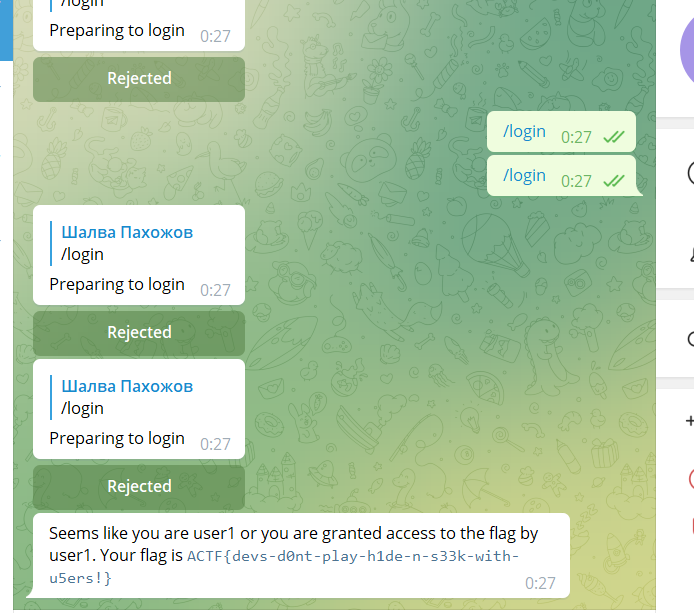 /login
Preparing to login 0:27
Rejected
/login 0:27
/login 0:27
Шалва Пахожов
/login
Preparing to login 0:27
Rejected
Шалва Пахожов
/login
Preparing to login 0:27
Rejected
Seems like you are user1 or you are granted access to the flag by
user1. Your flag is ACTF{devs-d0nt-play-h1de-n-s33k-with-
u5ers!} 0:27